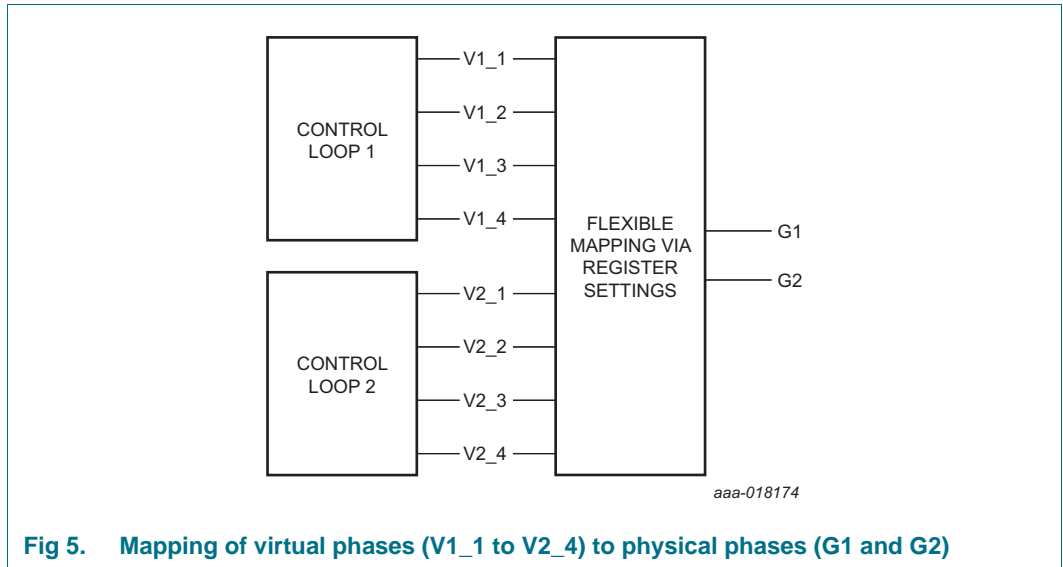 CONTROL
LOOP 1
V1_1
V1_2
V1_3
V1_4
CONTROL
LOOP 2
V2_1
V2_2
V2_3
V2_4
FLEXIBLE
MAPPING VIA
REGISTER
SETTINGS
G1
G2
aaa-018174
Fig 5. Mapping of virtual phases (V1_1 to V2_4) to physical phases (G1 and G2)